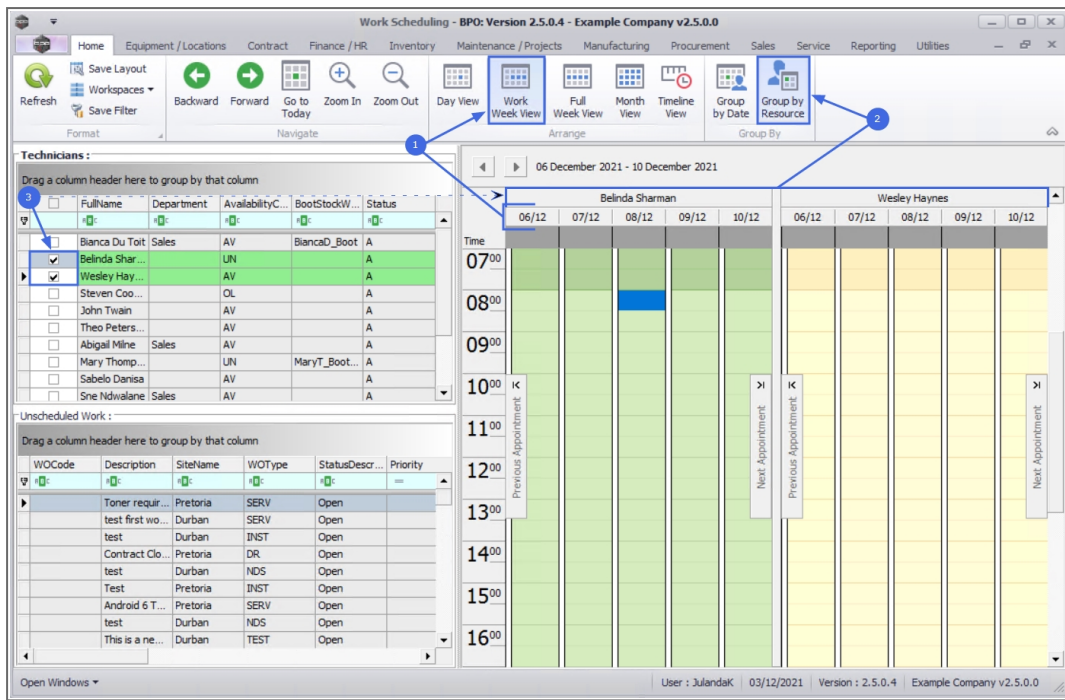 Work Scheduling - BPO: Version 2.5.0.4 - Example Company v2.5.0.0
Home Equipment / Locations Contract Finance / HR Inventory Maintenance / Projects Manufacturing Procurement Sales Service Reporting Utilities
Refresh
Save Layout
Workspaces
Save Filter
Format
Backward
Forward
Go to Today
Zoom In
Zoom Out
Navigate
Day View
Work Week View
Full Week View
Month View
Timeline View
Arrange
Group by Date
Group by Resource
Group By
1
2
3
Technicians :
Drag a column header here to group by that column
FullName Department AvailabilityC... BootStockW... Status
Bianca Du Toit Sales AV BiancaD_Boot A
Belinda Shar... UN A
Wesley Hay... AV A
Steven Coo... OL A
John Twain AV A
Theo Peters... AV A
Abigail Milne Sales AV A
Mary Thomp... UN MaryT_Boot... A
Sabelo Danisa AV A
Sne Ndwalane Sales AV A
Unscheduled Work :
Drag a column header here to group by that column
WOCode Description SiteName WOType StatusDescr... Priority
Toner requir... Pretoria SERV Open
test first wo... Durban SERV Open
test Durban INST Open
Contract Clo... Pretoria DR Open
test Durban NDS Open
Test Pretoria INST Open
Android 6 T... Pretoria SERV Open
test Durban NDS Open
This is a ne... Durban TEST Open
06 December 2021 - 10 December 2021
Belinda Sharman Wesley Haynes
06/12 07/12 08/12 09/12 10/12 06/12 07/12 08/12 09/12 10/12
Time
07 00
08 00
09 00
10 00
11 00
12 00
13 00
14 00
15 00
16 00
Previous Appointment
Next Appointment
Previous Appointment
Next Appointment
Open Windows User : JulandaK 03/12/2021 Version : 2.5.0.4 Example Company v2.5.0.0